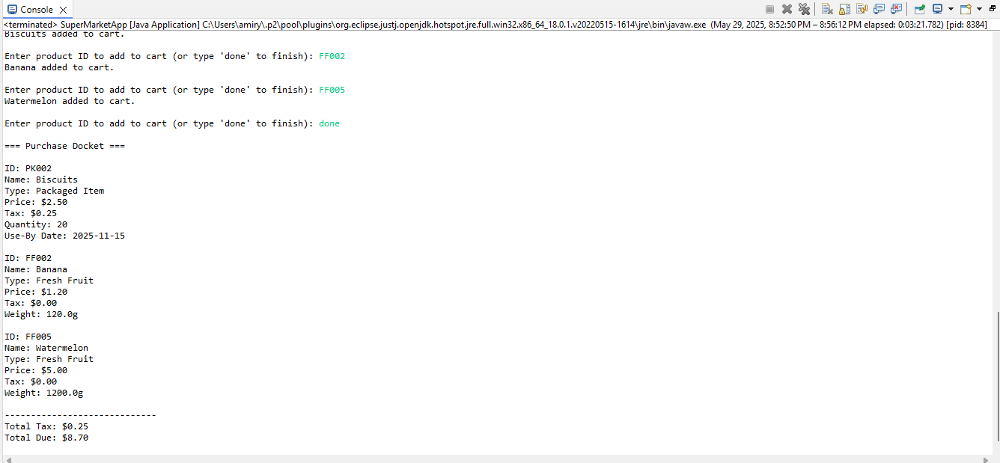 Console
<terminated> SuperMarketApp [Java Application] C:\Users\amiry\.p2\pool\plugins\org.eclipse.justj.openjdk.hotspot.jre.full.win32.x86_64_18.0.1.v20220515-1614\jre\bin\javaw.exe (May 29, 2025, 8:52:50 PM – 8:56:12 PM elapsed: 0:03:21.782) [pid: 8384]
Biscuits added to cart.
Enter product ID to add to cart (or type 'done' to finish): FF002
Banana added to cart.
Enter product ID to add to cart (or type 'done' to finish): FF005
Watermelon added to cart.
Enter product ID to add to cart (or type 'done' to finish): done
=== Purchase Docket ===
ID: PK002
Name: Biscuits
Type: Packaged Item
Price: $2.50
Tax: $0.25
Quantity: 20
Use-By Date: 2025-11-15
ID: FF002
Name: Banana
Type: Fresh Fruit
Price: $1.20
Tax: $0.00
Weight: 120.0g
ID: FF005
Name: Watermelon
Type: Fresh Fruit
Price: $5.00
Tax: $0.00
Weight: 1200.0g
-----------------------------
Total Tax: $0.25
Total Due: $8.70